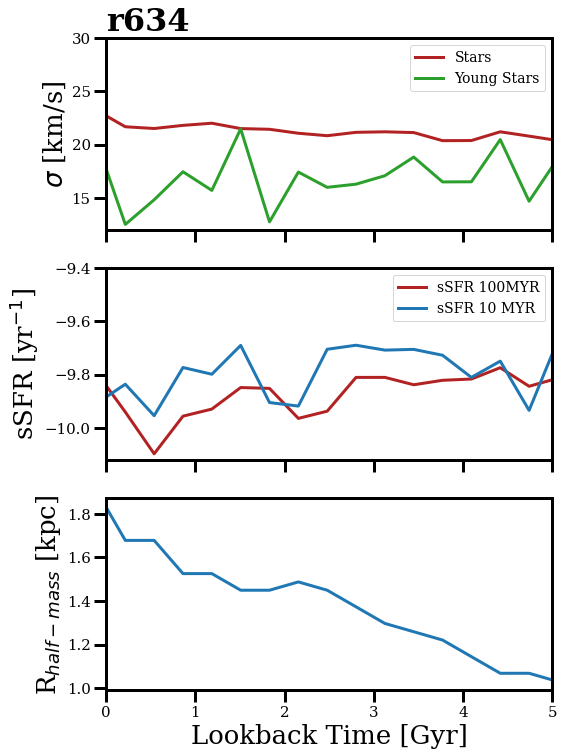 r634
σ [km/s]
30
25
20
15
Stars
Young Stars
sSFR [yr⁻¹]
−9.4
−9.6
−9.8
−10.0
sSFR 100MYR
sSFR 10 MYR
R_half−mass [kpc]
1.8
1.6
1.4
1.2
1.0
0 1 2 3 4 5
Lookback Time [Gyr]